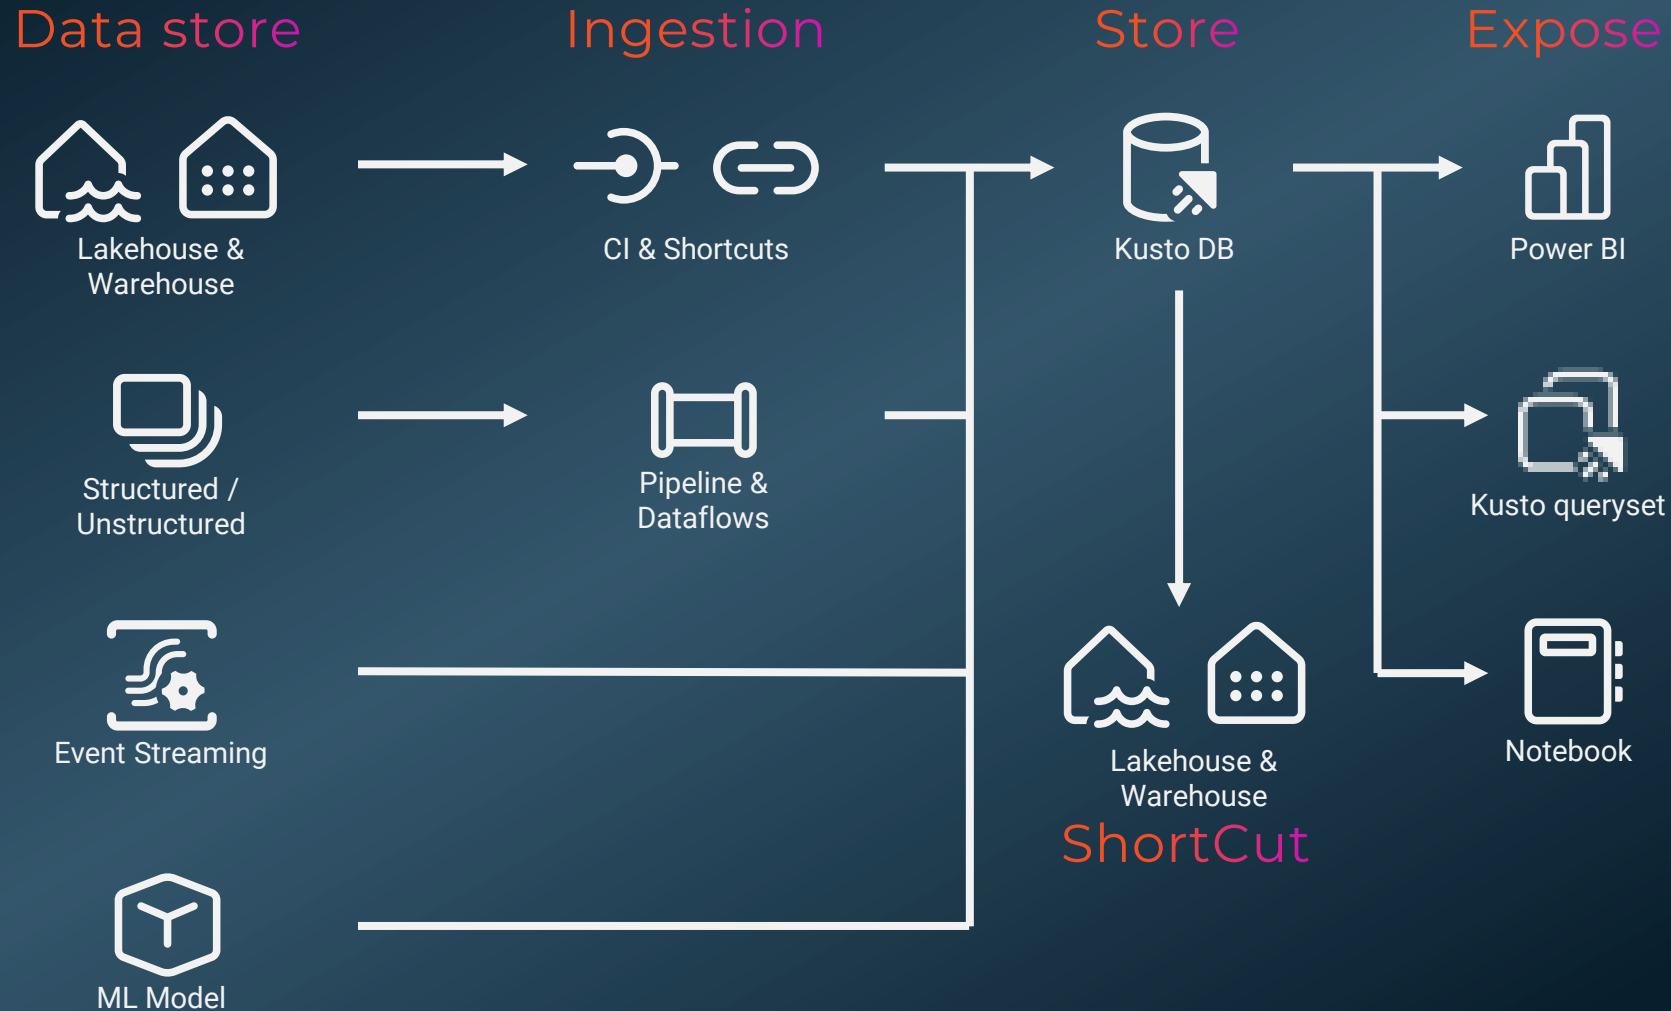 Data store
Ingestion
Store
Expose
Lakehouse &
Warehouse
CI & Shortcuts
Kusto DB
Power BI
Structured /
Unstructured
Pipeline &
Dataflows
Kusto queryset
Event Streaming
Lakehouse &
Warehouse
ShortCut
Notebook
ML Model